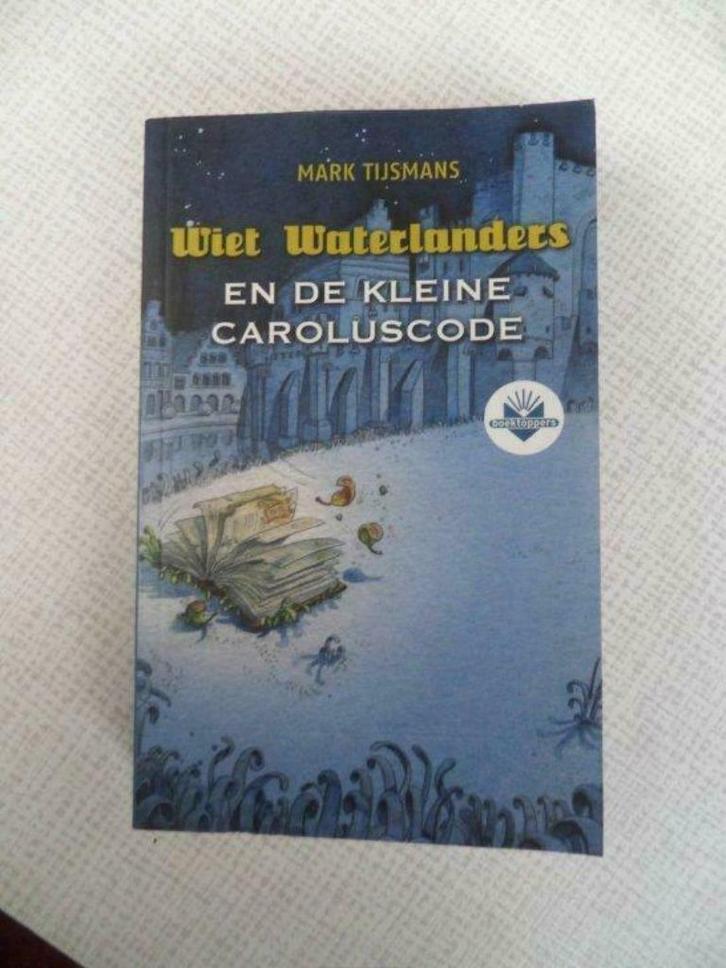 MARK TIJSMANS
Wiet Waterlanders
EN DE KLEINE
CAROLUSCODE
boektoppers